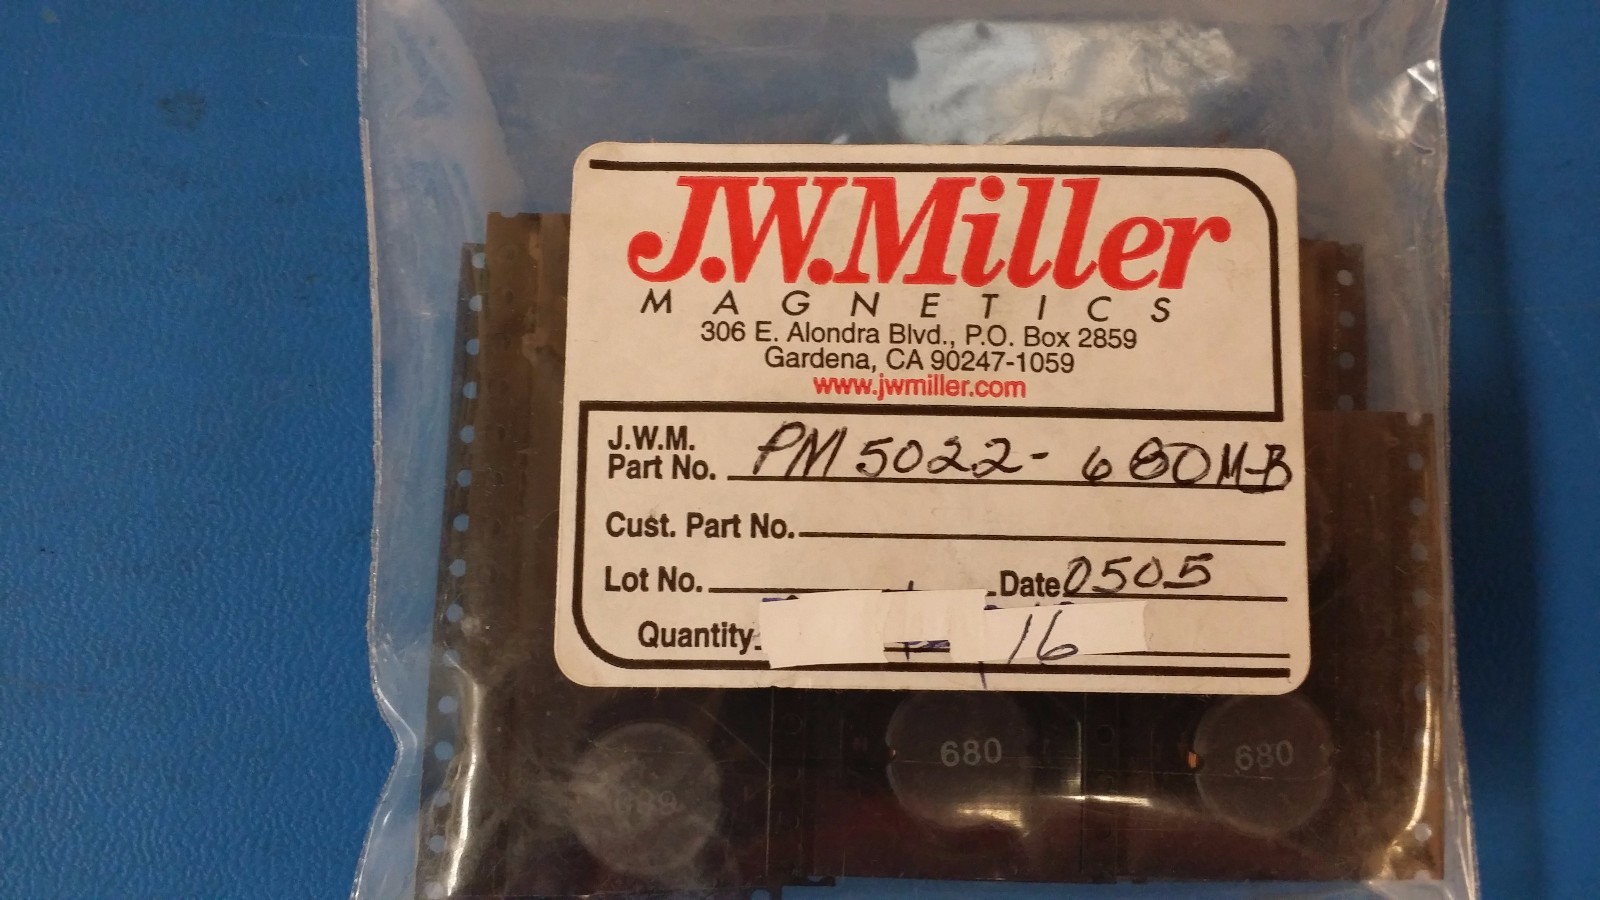 J.W.Miller
MAGNETICS
306 E. Alondra Blvd., P.O. Box 2859
Gardena, CA 90247-1059
www.jwmiller.com
J.W.M.
Part No. PM5022-680M-B
Cust. Part No.
Lot No. Date 0505
Quantity 16
680 680